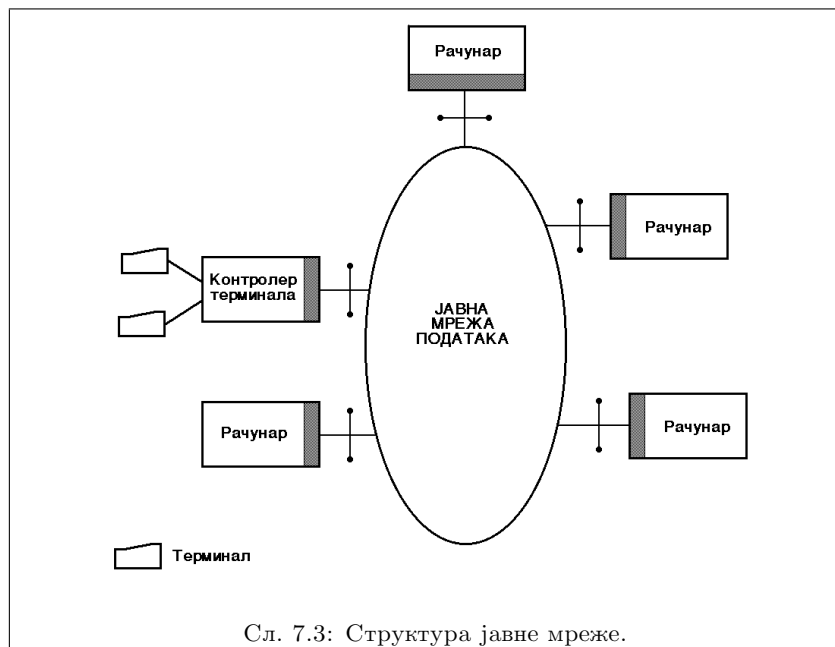 Рачунар
Рачунар
Контролер
терминала
ЈАВНА
МРЕЖА
ПОДАТАКА
Рачунар
Рачунар
Терминал
Сл. 7.3: Структура јавне мреже.